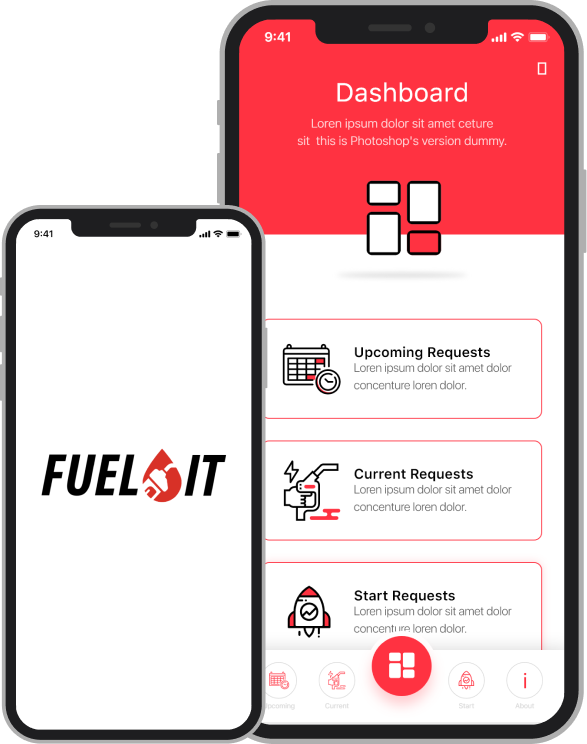 9:41
Dashboard
Lorem ipsum dolor sit amet ceture
sit this is Photoshop's version dummy.
Upcoming Requests
Lorem ipsum dolor sit amet dolor
concenture loren dolor.
Current Requests
Lorem ipsum dolor sit amet dolor
concenture loren dolor.
Start Requests
Lorem ipsum dolor sit amet dolor
concenture loren dolor.
Current
Start
About
9:41
FUEL IT